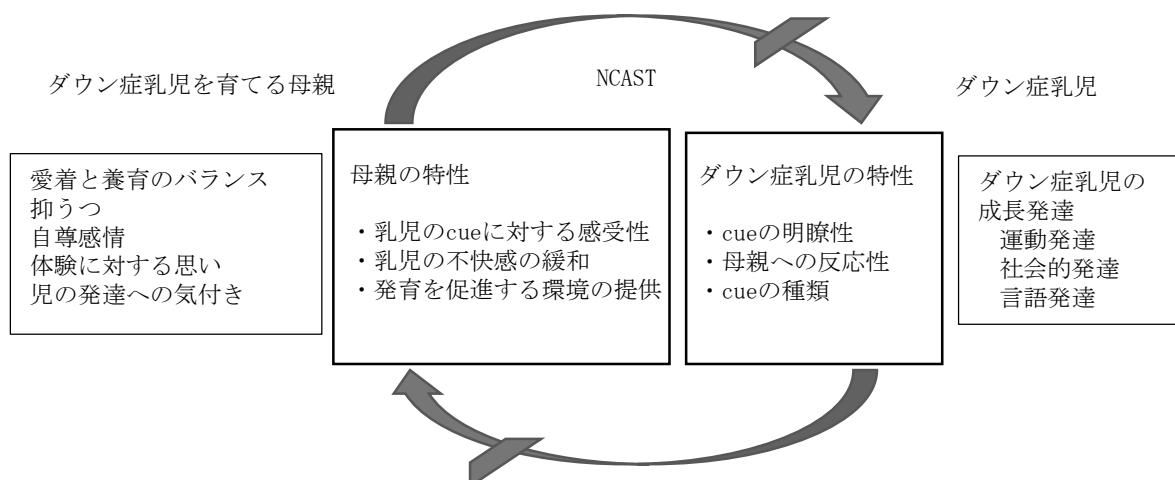 ダウン症乳児を育てる母親
NCAST
ダウン症乳児
愛着と養育のバランス
抑うつ
自尊感情
体験に対する思い
児の発達への気付き
母親の特性
・乳児のcueに対する感受性
・乳児の不快感の緩和
・発育を促進する環境の提供
ダウン症乳児の特性
・cueの明瞭性
・母親への反応性
・cueの種類
ダウン症乳児の
成長発達
運動発達
社会的発達
言語発達